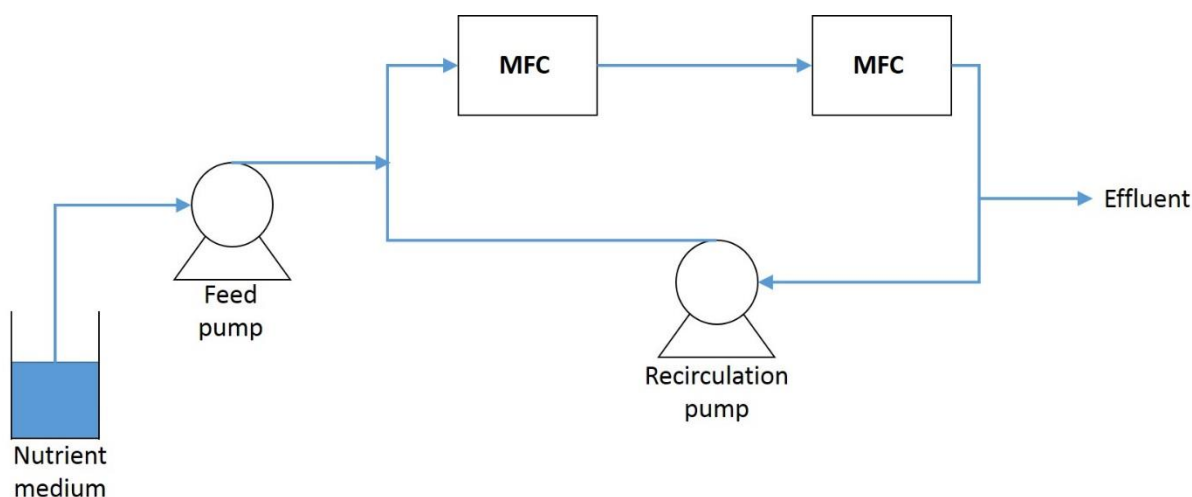 MFC
MFC
Effluent
Feed
pump
Recirculation
pump
Nutrient
medium